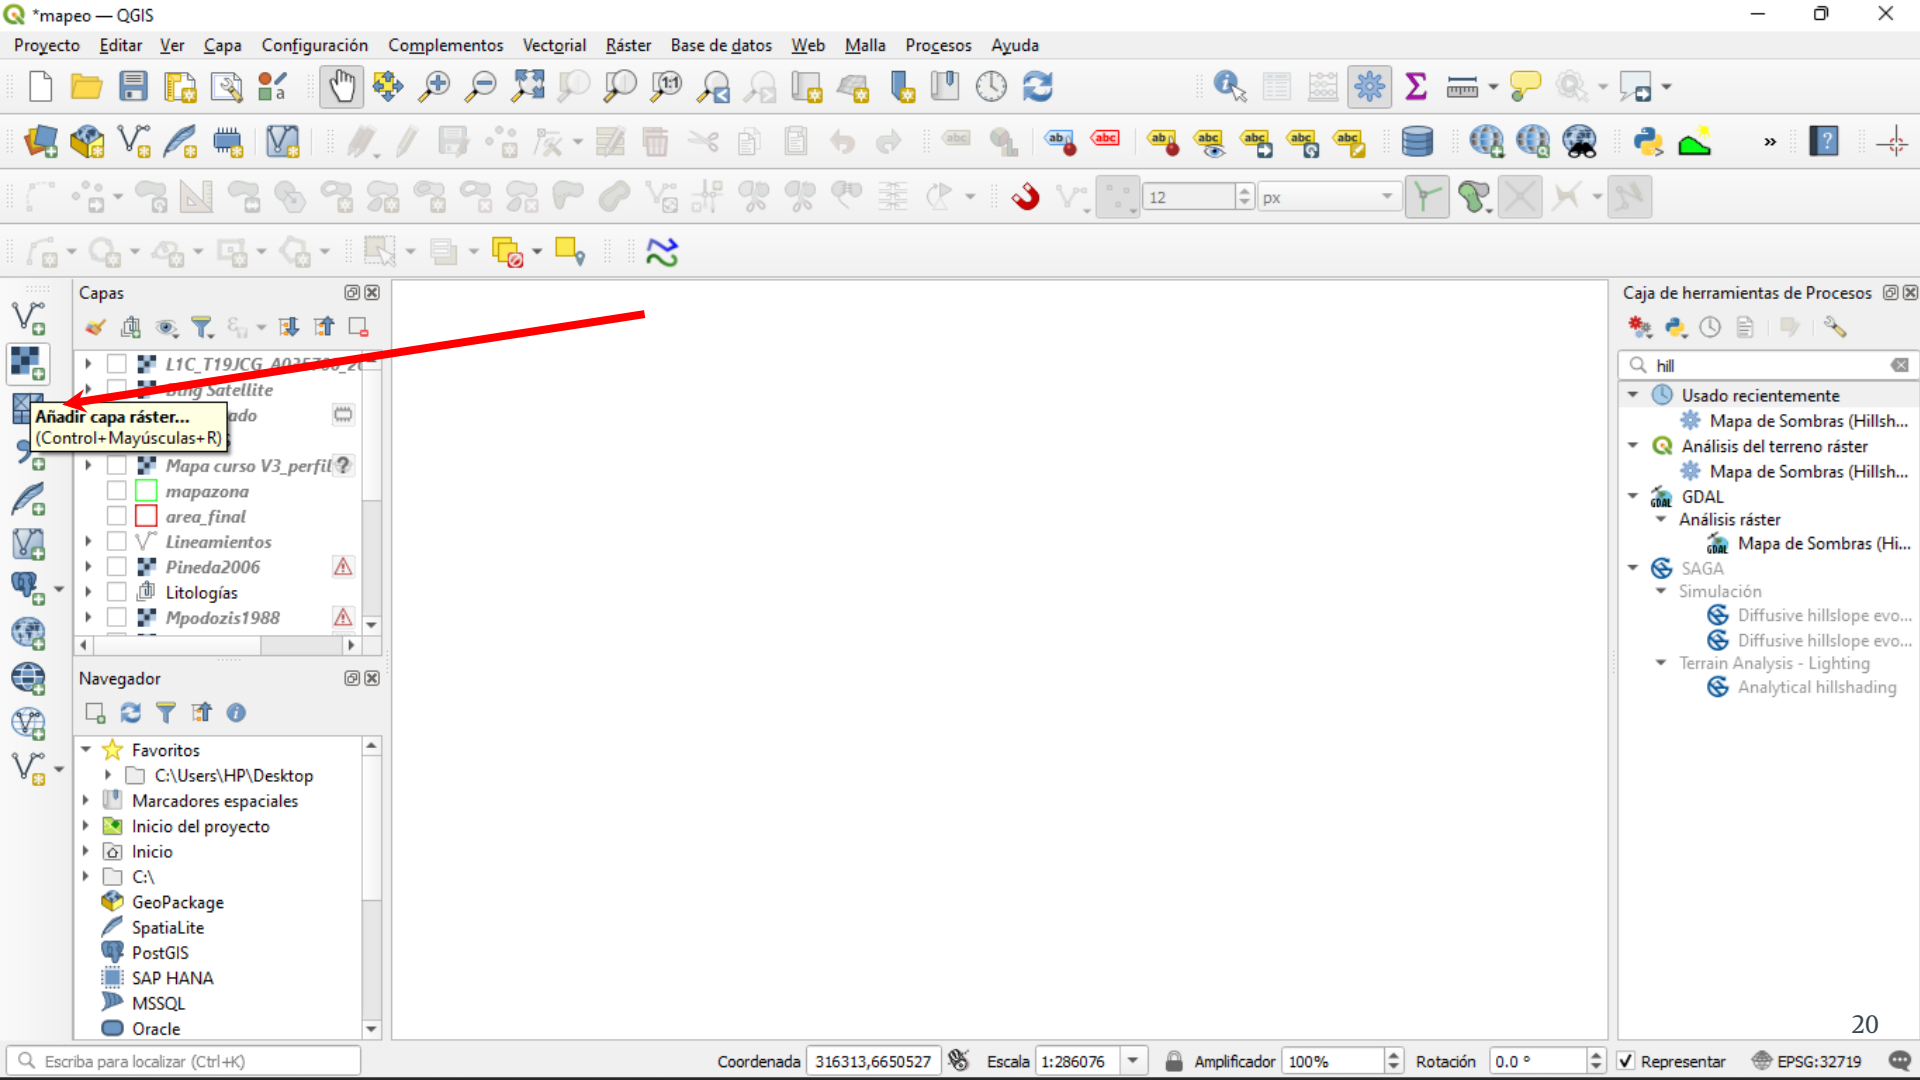 *mapeo — QGIS
Proyecto Editar Ver Capa Configuración Complementos Vectorial Ráster Base de datos Web Malla Procesos Ayuda
12 px
Capas
L1C_T19JCG_A035706_20
Bing Satellite
ado
Añadir capa ráster...
(Control+Mayúsculas+R)
Mapa curso V3_perfil
mapazona
area_final
Lineamientos
Pineda2006
Litologías
Mpodozis1988
Navegador
Favoritos
C:\Users\HP\Desktop
Marcadores espaciales
Inicio del proyecto
Inicio
C:\
GeoPackage
SpatiaLite
PostGIS
SAP HANA
MSSQL
Oracle
Caja de herramientas de Procesos
hill
Usado recientemente
Mapa de Sombras (Hillsh...
Análisis del terreno ráster
Mapa de Sombras (Hillsh...
GDAL
Análisis ráster
Mapa de Sombras (Hi...
SAGA
Simulación
Diffusive hillslope evo...
Diffusive hillslope evo...
Terrain Analysis - Lighting
Analytical hillshading
20
Escriba para localizar (Ctrl+K)
Coordenada 316313,6650527 Escala 1:286076 Amplificador 100% Rotación 0.0 ° Representar EPSG:32719